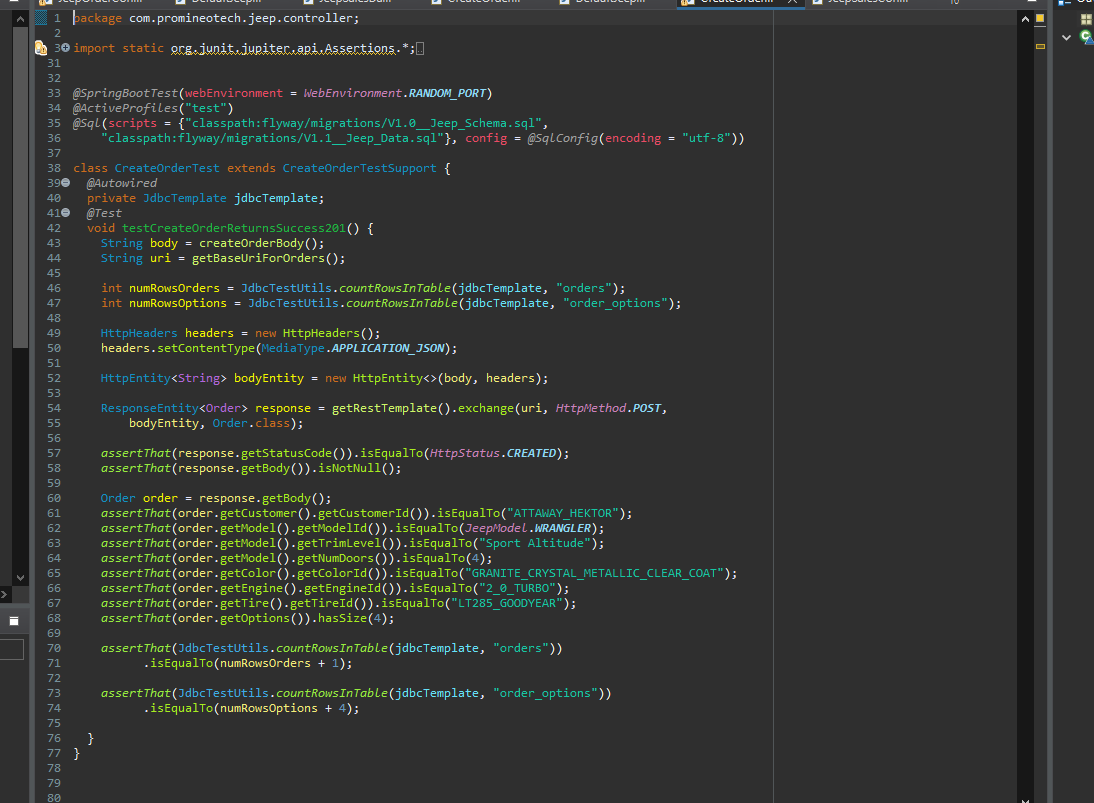 package com.promineotech.jeep.controller;
import static org.junit.jupiter.api.Assertions.*;
@SpringBootTest(webEnvironment = WebEnvironment.RANDOM_PORT)
@ActiveProfiles("test")
@Sql(scripts = {"classpath:flyway/migrations/V1.0__Jeep_Schema.sql",
"classpath:flyway/migrations/V1.1__Jeep_Data.sql"}, config = @SqlConfig(encoding = "utf-8"))
class CreateOrderTest extends CreateOrderTestSupport {
@Autowired
private JdbcTemplate jdbcTemplate;
@Test
void testCreateOrderReturnsSuccess201() {
String body = createOrderBody();
String uri = getBaseUriForOrders();
int numRowsOrders = JdbcTestUtils.countRowsInTable(jdbcTemplate, "orders");
int numRowsOptions = JdbcTestUtils.countRowsInTable(jdbcTemplate, "order_options");
HttpHeaders headers = new HttpHeaders();
headers.setContentType(MediaType.APPLICATION_JSON);
HttpEntity<String> bodyEntity = new HttpEntity<>(body, headers);
ResponseEntity<Order> response = getRestTemplate().exchange(uri, HttpMethod.POST,
bodyEntity, Order.class);
assertThat(response.getStatusCode()).isEqualTo(HttpStatus.CREATED);
assertThat(response.getBody()).isNotNull();
Order order = response.getBody();
assertThat(order.getCustomer().getCustomerId()).isEqualTo("ATTAWAY_HEKTOR");
assertThat(order.getModel().getModelId()).isEqualTo(JeepModel.WRANGLER);
assertThat(order.getModel().getTrimLevel()).isEqualTo("Sport Altitude");
assertThat(order.getModel().getNumDoors()).isEqualTo(4);
assertThat(order.getColor().getColorId()).isEqualTo("GRANITE_CRYSTAL_METALLIC_CLEAR_COAT");
assertThat(order.getEngine().getEngineId()).isEqualTo("2_0_TURBO");
assertThat(order.getTire().getTireId()).isEqualTo("LT285_GOODYEAR");
assertThat(order.getOptions()).hasSize(4);
assertThat(JdbcTestUtils.countRowsInTable(jdbcTemplate, "orders"))
.isEqualTo(numRowsOrders + 1);
assertThat(JdbcTestUtils.countRowsInTable(jdbcTemplate, "order_options"))
.isEqualTo(numRowsOptions + 4);
}
}